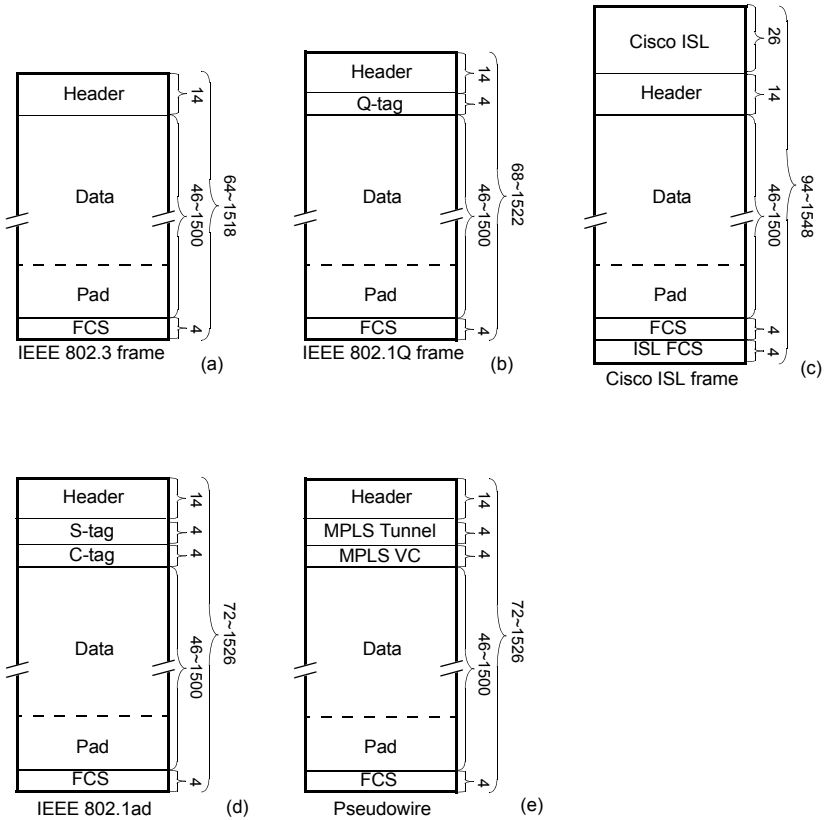 Header
Data
Pad
FCS
14
46~1500
4
64~1518
IEEE 802.3 frame
(a)
Header
Q-tag
Data
Pad
FCS
14
4
46~1500
4
68~1522
IEEE 802.1Q frame
(b)
Cisco ISL
Header
Data
Pad
FCS
ISL FCS
26
14
46~1500
4
4
94~1548
Cisco ISL frame
(c)
Header
S-tag
C-tag
Data
Pad
FCS
14
4
4
46~1500
4
72~1526
IEEE 802.1ad
(d)
Header
MPLS Tunnel
MPLS VC
Data
Pad
FCS
14
4
4
46~1500
4
72~1526
Pseudowire
(e)